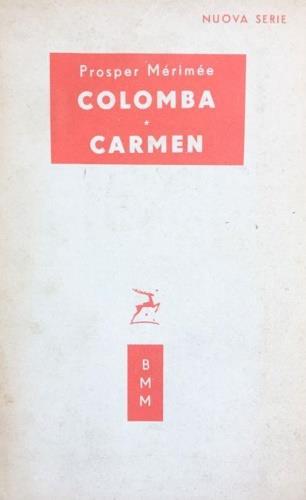 NUOVA SERIE
Prosper Mérimée
COLOMBA
*
CARMEN
B
M
M